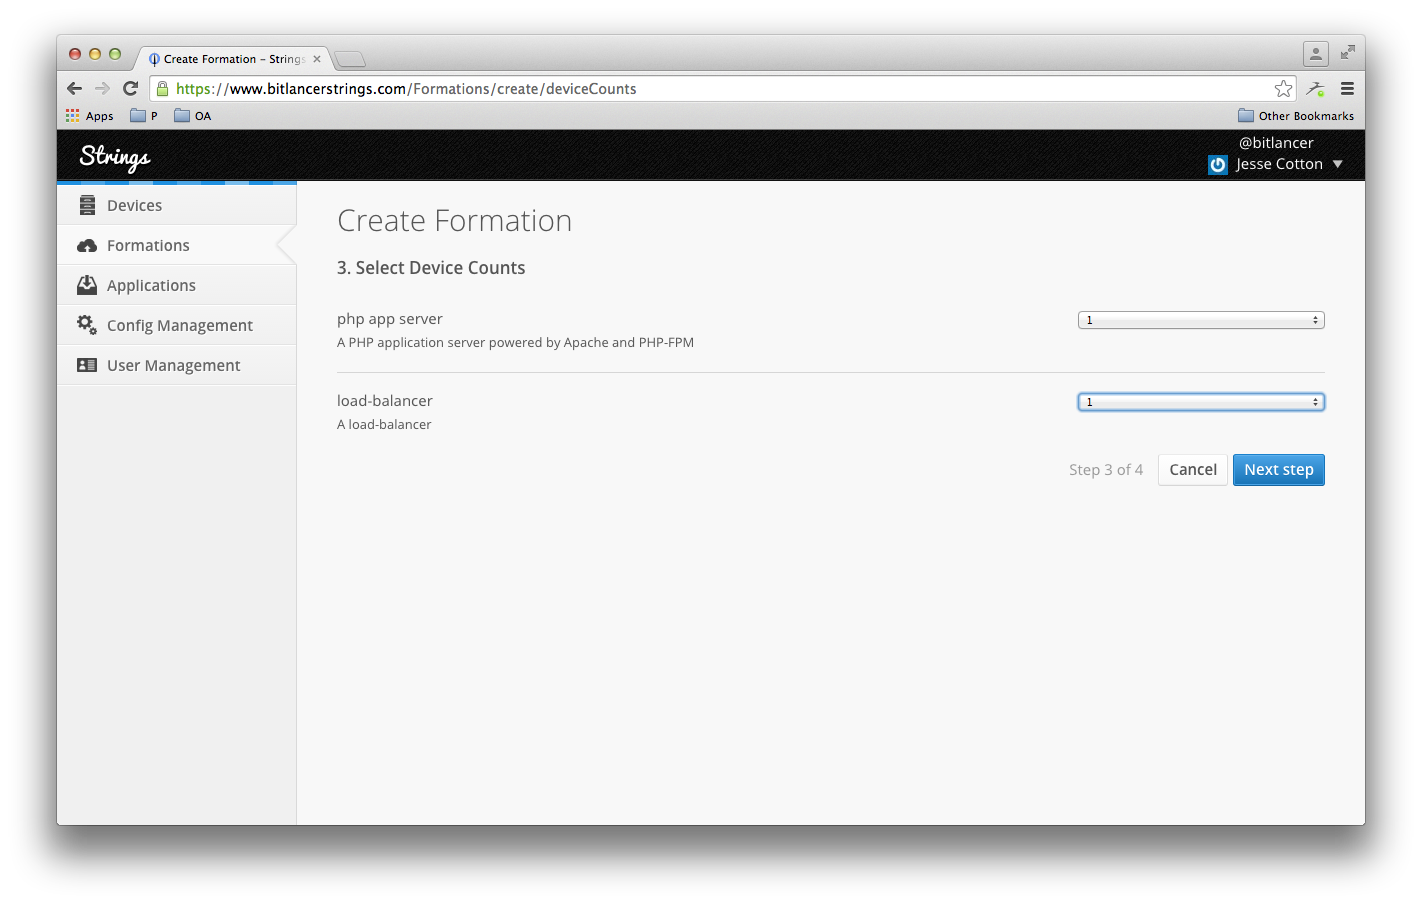 Create Formation – Strings
https://www.bitlancerstrings.com/Formations/create/deviceCounts
Apps P OA Other Bookmarks
Strings
@bitlancer
Jesse Cotton
Devices
Formations
Applications
Config Management
User Management
Create Formation
3. Select Device Counts
php app server 1
A PHP application server powered by Apache and PHP-FPM
load-balancer 1
A load-balancer
Step 3 of 4 Cancel Next step